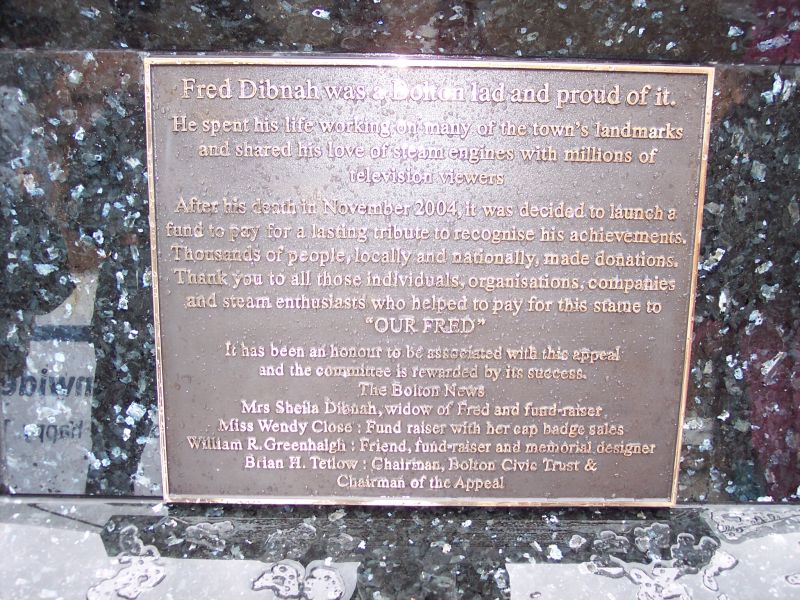 Fred Dibnah was a Bolton lad and proud of it.
He spent his life working on many of the town's landmarks
and shared his love of steam engines with millions of
television viewers
After his death in November 2004, it was decided to launch a
fund to pay for a lasting tribute to recognise his achievements.
Thousands of people, locally and nationally, made donations.
Thank you to all those individuals, organisations, companies
and steam enthusiasts who helped to pay for this statue to
"OUR FRED"
It has been an honour to be associated with this appeal
and the committee is rewarded by its success.
The Bolton News
Mrs Sheila Dibnah, widow of Fred and fund-raiser
Miss Wendy Close : Fund raiser with her cap badge sales
William R. Greenhalgh : Friend, fund-raiser and memorial designer
Brian H. Tetlow : Chairman, Bolton Civic Trust &
Chairman of the Appeal